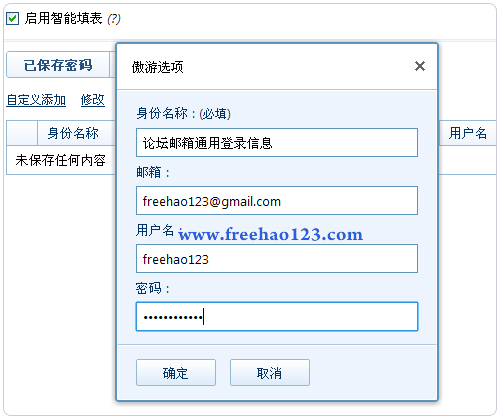 启用智能填表 (?)
已保存密码
自定义添加 修改
身份名称 用户名
未保存任何内容
傲游选项
身份名称：(必填)
论坛邮箱通用登录信息
邮箱：
freehao123@gmail.com
用户名
www.freehao123.com
freehao123
密码：
••••••••••••
确定 取消